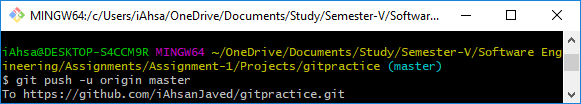 MINGW64:/c/Users/iAhsa/OneDrive/Documents/Study/Semester-V/Software...
iAhsa@DESKTOP-S4CCM9R MINGW64 ~/OneDrive/Documents/Study/Semester-V/Software Eng
ineering/Assignments/Assignment-1/Projects/gitpractice (master)
$ git push -u origin master
To https://github.com/iAhsanJaved/gitpractice.git